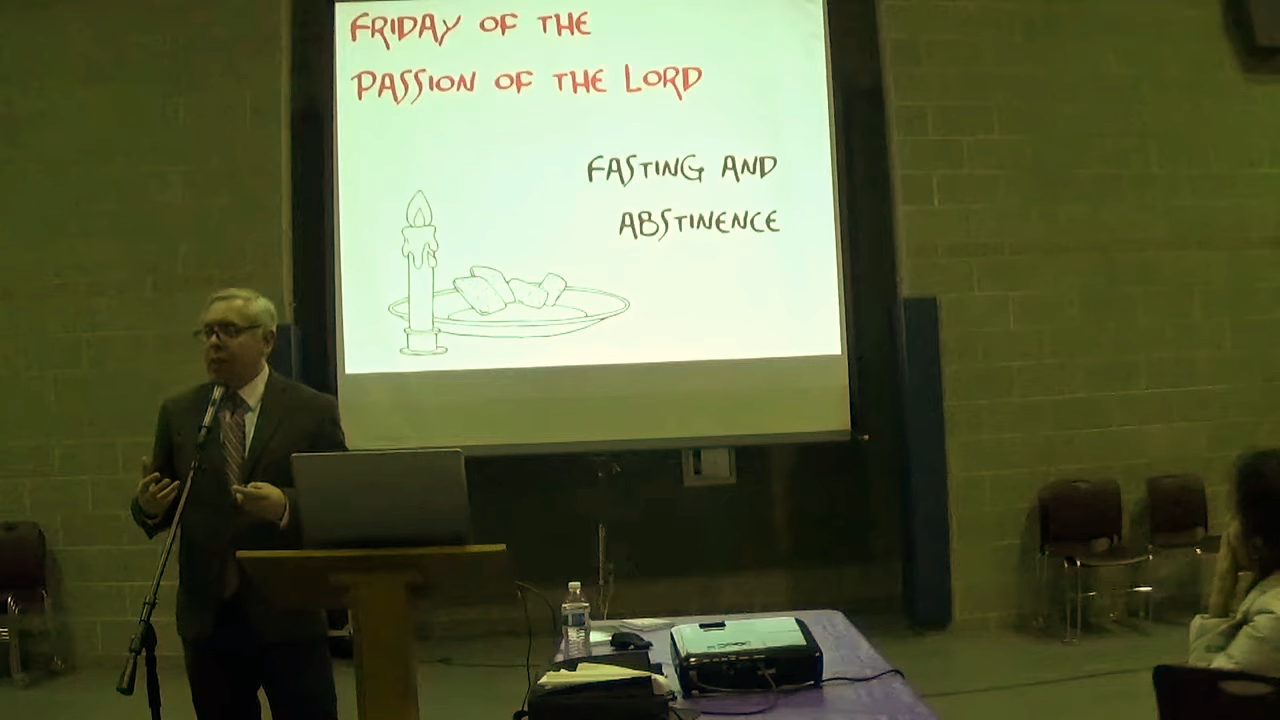 FRIDAY OF THE
PASSION OF THE LORD
FASTING AND
ABSTINENCE